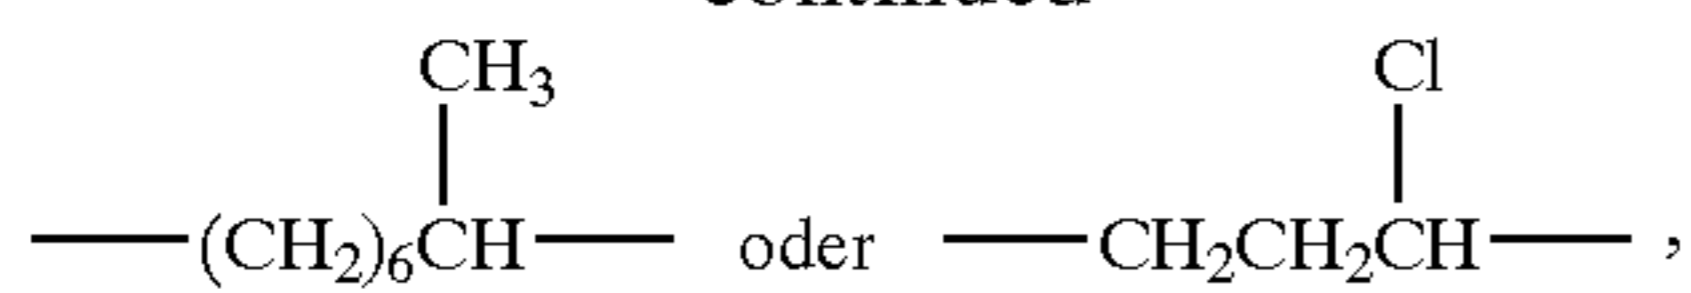 CH₃ Cl
—(CH₂)₆CH— oder —CH₂CH₂CH— ,